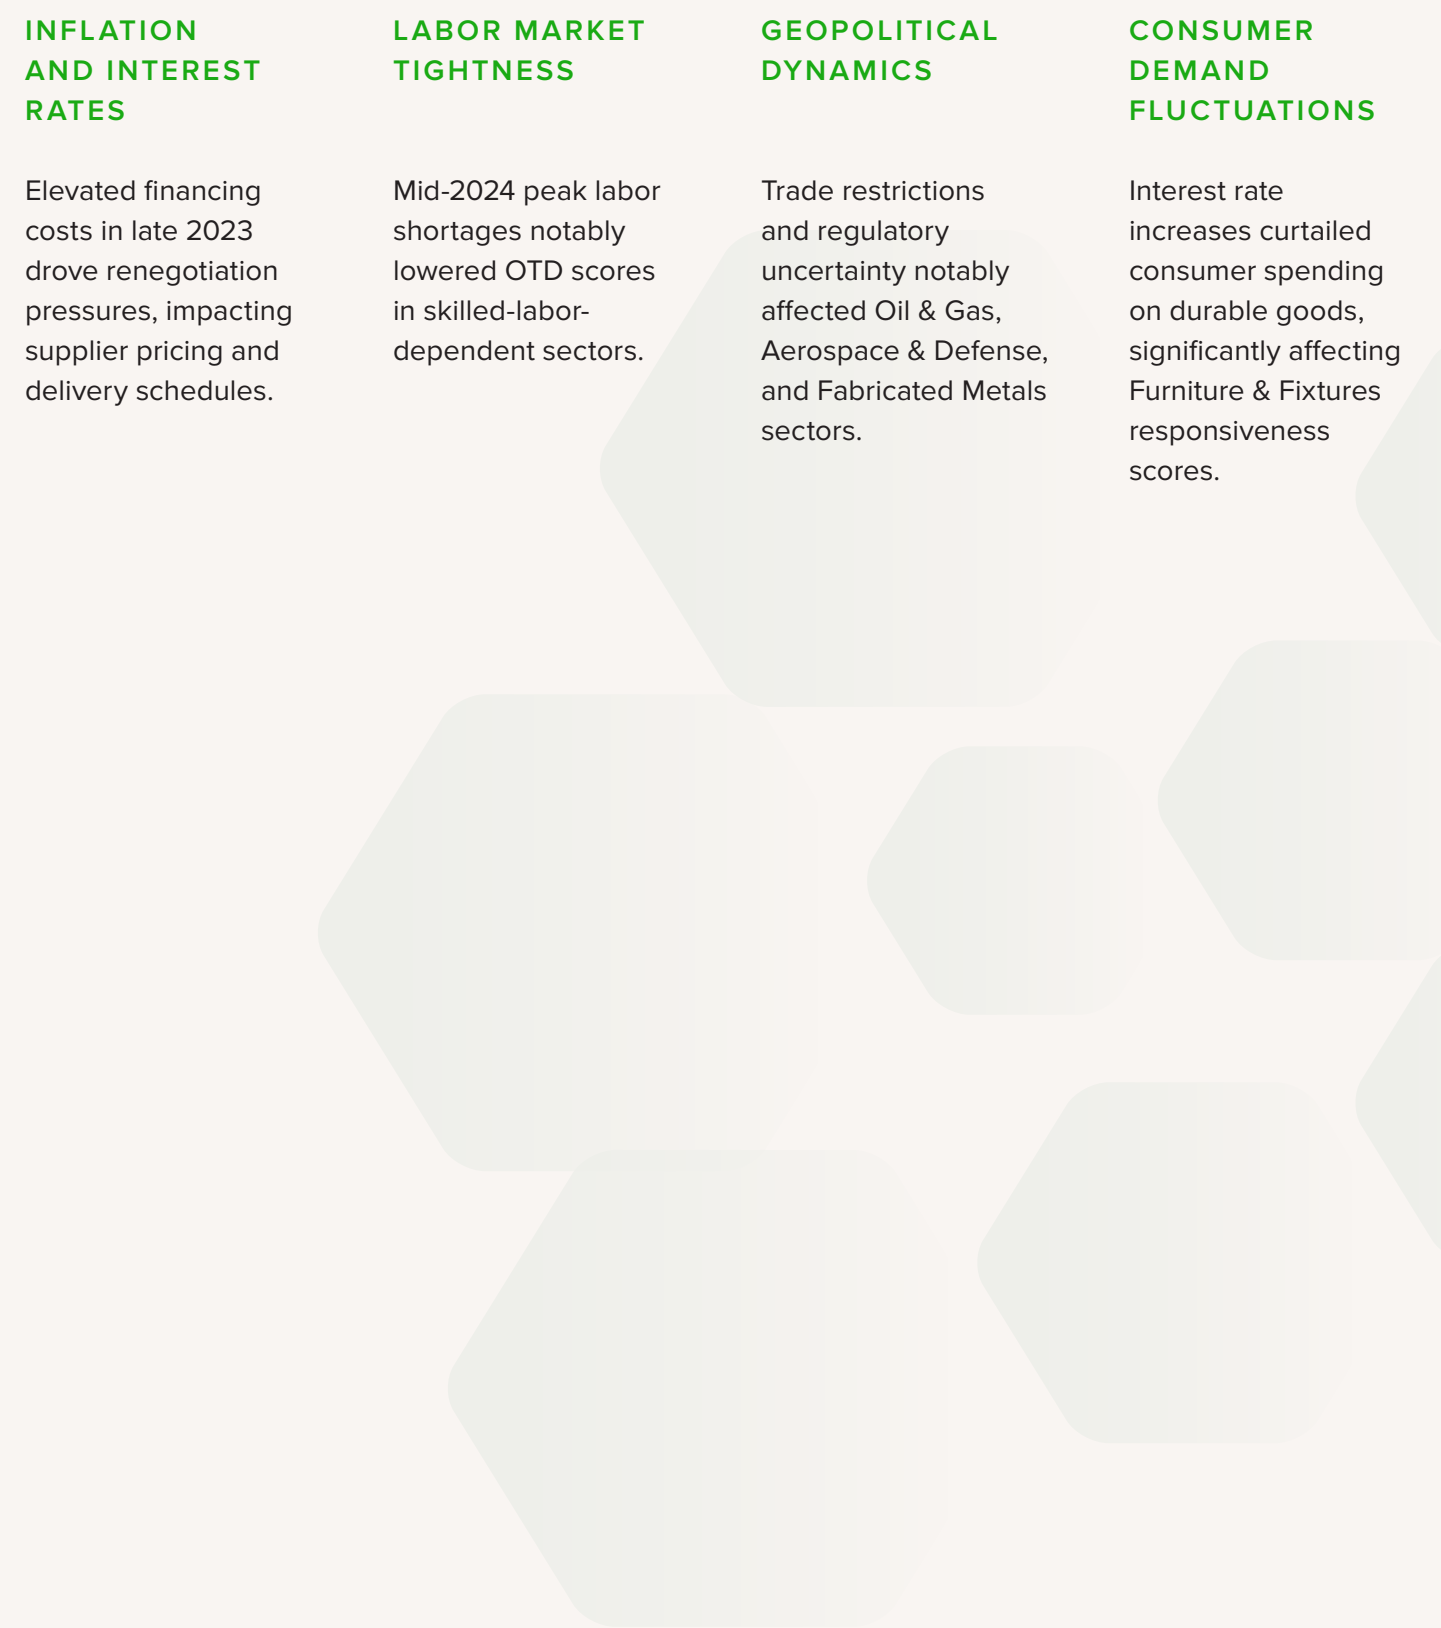 INFLATION
AND INTEREST
RATES
Elevated financing
costs in late 2023
drove renegotiation
pressures, impacting
supplier pricing and
delivery schedules.
LABOR MARKET
TIGHTNESS
Mid-2024 peak labor
shortages notably
lowered OTD scores
in skilled-labor-
dependent sectors.
GEOPOLITICAL
DYNAMICS
Trade restrictions
and regulatory
uncertainty notably
affected Oil & Gas,
Aerospace & Defense,
and Fabricated Metals
sectors.
CONSUMER
DEMAND
FLUCTUATIONS
Interest rate
increases curtailed
consumer spending
on durable goods,
significantly affecting
Furniture & Fixtures
responsiveness
scores.